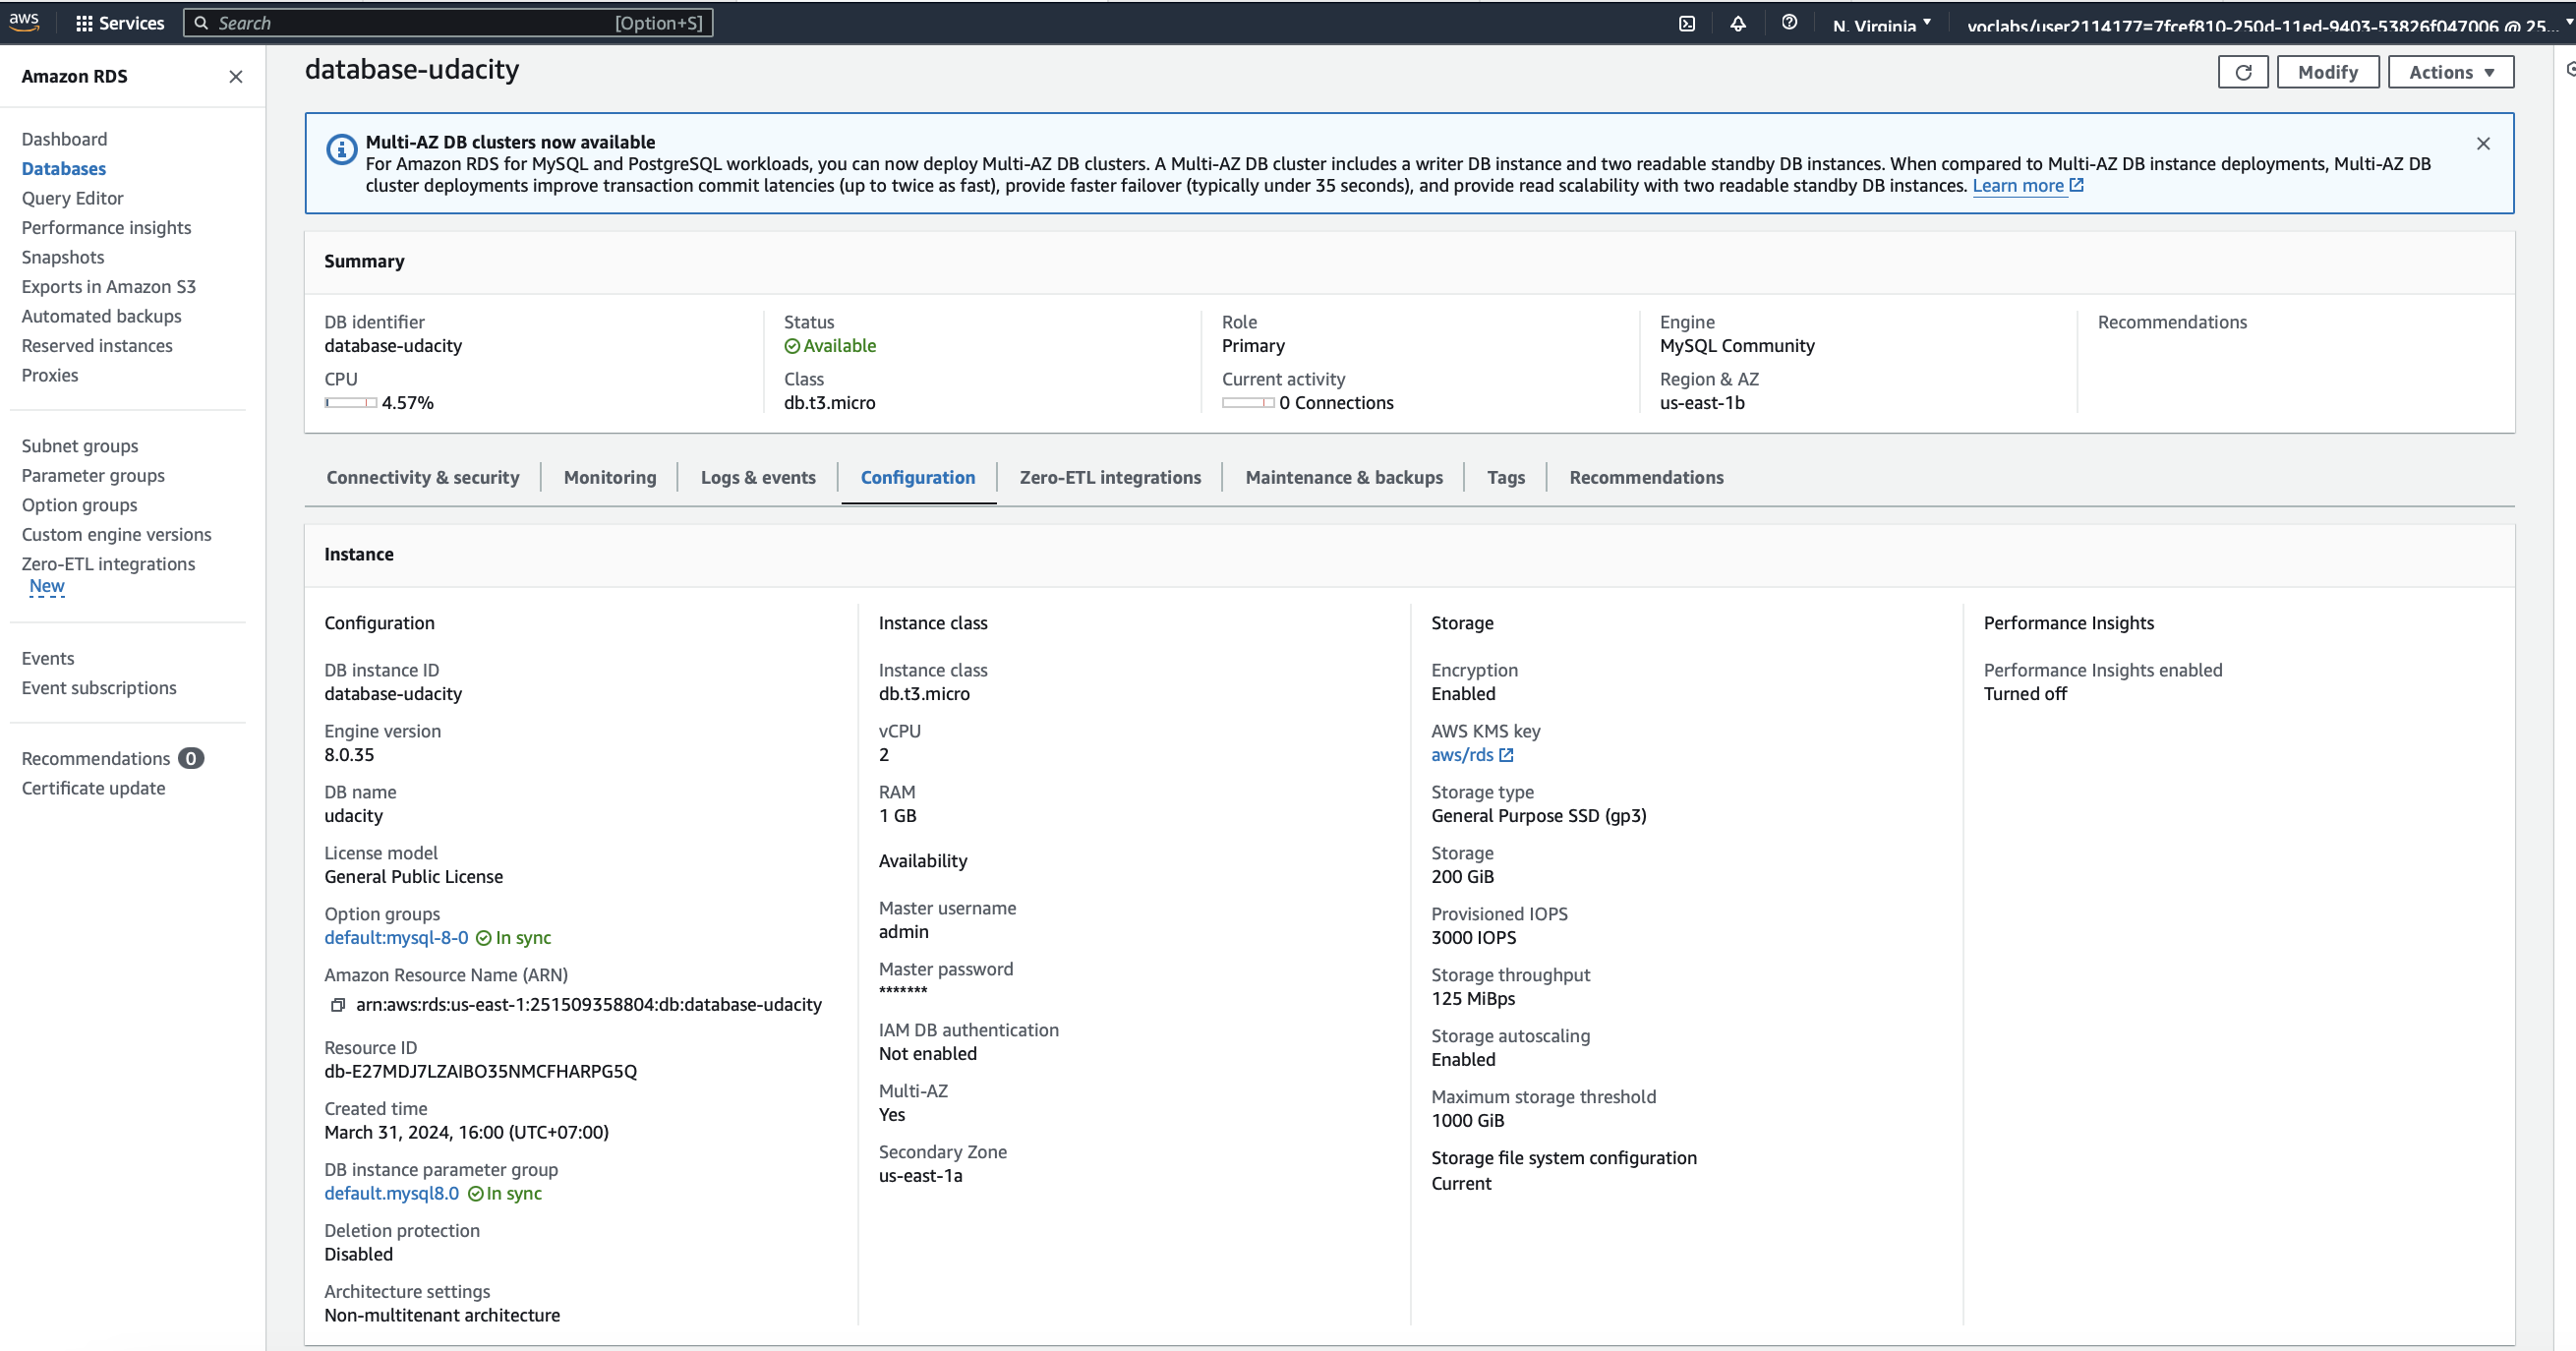 aws
Services
Search [Option+S]
N. Virginia
voclabs/user2114177=7fcef810-250d-11ed-9403-53826f047006 @ 25...
Amazon RDS
Dashboard
Databases
Query Editor
Performance insights
Snapshots
Exports in Amazon S3
Automated backups
Reserved instances
Proxies
Subnet groups
Parameter groups
Option groups
Custom engine versions
Zero-ETL integrations
New
Events
Event subscriptions
Recommendations 0
Certificate update
database-udacity
Modify
Actions
Multi-AZ DB clusters now available
For Amazon RDS for MySQL and PostgreSQL workloads, you can now deploy Multi-AZ DB clusters. A Multi-AZ DB cluster includes a writer DB instance and two readable standby DB instances. When compared to Multi-AZ DB instance deployments, Multi-AZ DB
cluster deployments improve transaction commit latencies (up to twice as fast), provide faster failover (typically under 35 seconds), and provide read scalability with two readable standby DB instances. Learn more
Summary
DB identifier
database-udacity
CPU
4.57%
Status
Available
Class
db.t3.micro
Role
Primary
Current activity
0 Connections
Engine
MySQL Community
Region & AZ
us-east-1b
Recommendations
Connectivity & security
Monitoring
Logs & events
Configuration
Zero-ETL integrations
Maintenance & backups
Tags
Recommendations
Instance
Configuration
DB instance ID
database-udacity
Engine version
8.0.35
DB name
udacity
License model
General Public License
Option groups
default:mysql-8-0 In sync
Amazon Resource Name (ARN)
arn:aws:rds:us-east-1:251509358804:db:database-udacity
Resource ID
db-E27MDJ7LZAIBO35NMCFHARPG5Q
Created time
March 31, 2024, 16:00 (UTC+07:00)
DB instance parameter group
default.mysql8.0 In sync
Deletion protection
Disabled
Architecture settings
Non-multitenant architecture
Instance class
Instance class
db.t3.micro
vCPU
2
RAM
1 GB
Availability
Master username
admin
Master password
*******
IAM DB authentication
Not enabled
Multi-AZ
Yes
Secondary Zone
us-east-1a
Storage
Encryption
Enabled
AWS KMS key
aws/rds
Storage type
General Purpose SSD (gp3)
Storage
200 GiB
Provisioned IOPS
3000 IOPS
Storage throughput
125 MiBps
Storage autoscaling
Enabled
Maximum storage threshold
1000 GiB
Storage file system configuration
Current
Performance Insights
Performance Insights enabled
Turned off